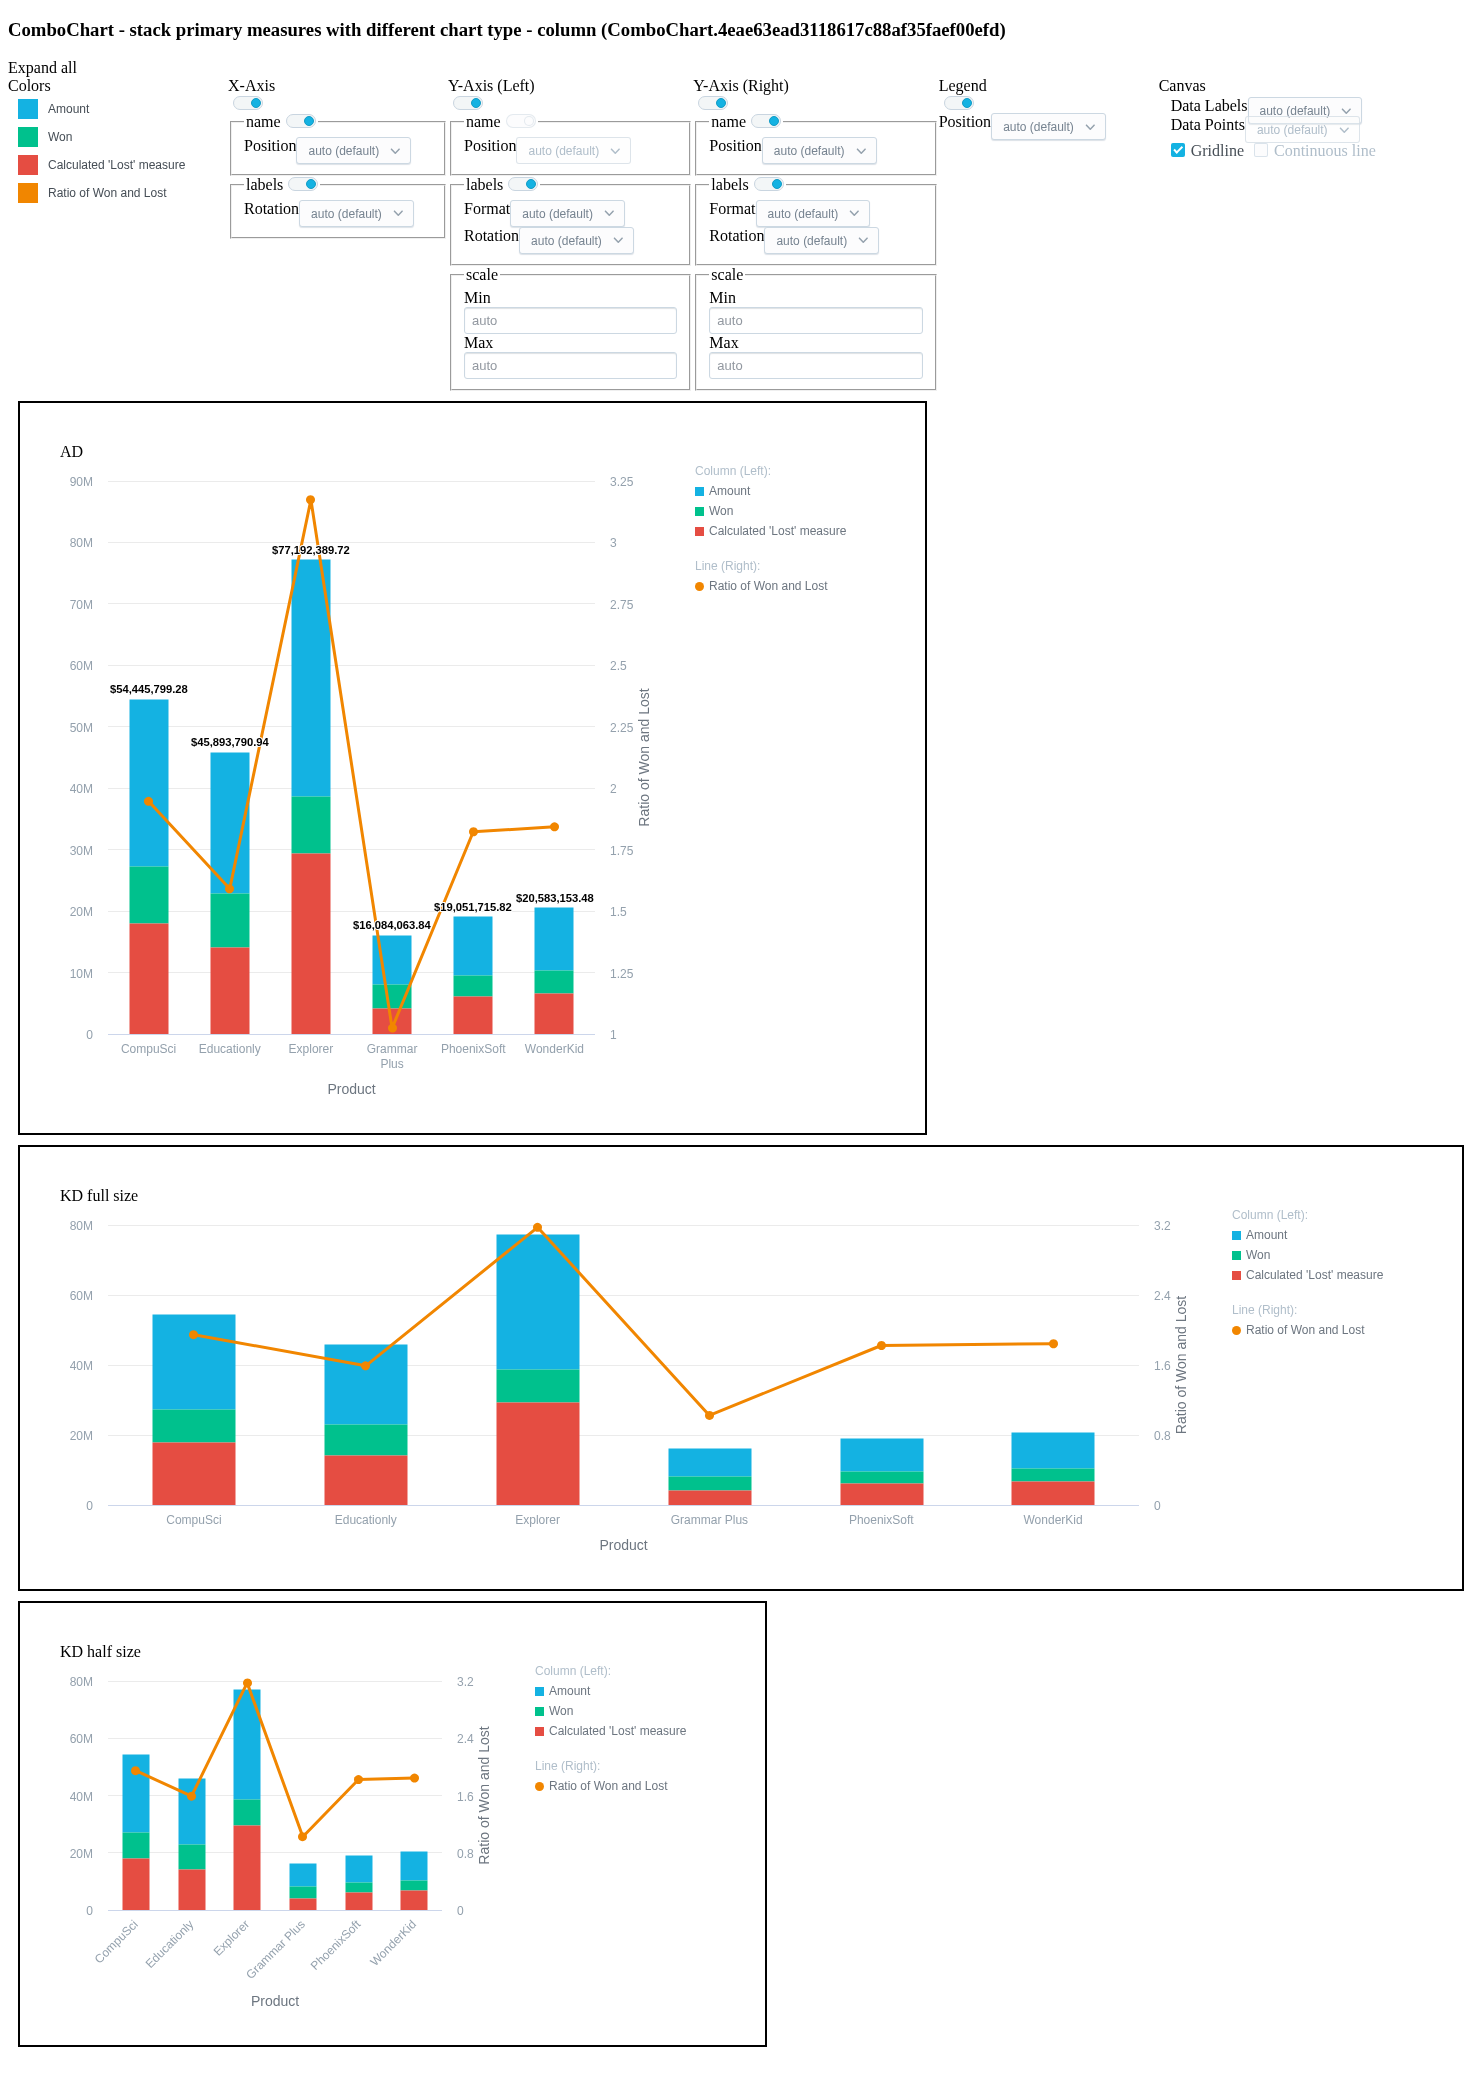 ComboChart - stack primary measures with different chart type - column (ComboChart.4eae63ead3118617c88af35faef00efd)
Expand all
Colors
Amount
Won
Calculated 'Lost' measure
Ratio of Won and Lost
X-Axis
name
Position auto (default)
labels
Rotation auto (default)
Y-Axis (Left)
name
Position auto (default)
labels
Format auto (default)
Rotation auto (default)
scale
Min
auto
Max
auto
Y-Axis (Right)
name
Position auto (default)
labels
Format auto (default)
Rotation auto (default)
scale
Min
auto
Max
auto
Legend
Position auto (default)
Canvas
Data Labels auto (default)
Data Points auto (default)
Gridline Continuous line
AD
90M
80M
70M
60M
50M
40M
30M
20M
10M
0
$54,445,799.28
$45,893,790.94
$77,192,389.72
$16,084,063.84
$19,051,715.82
$20,583,153.48
3.25
3
2.75
2.5
2.25
2
1.75
1.5
1.25
1
Ratio of Won and Lost
CompuSci
Educationly
Explorer
Grammar
Plus
PhoenixSoft
WonderKid
Product
Column (Left):
Amount
Won
Calculated 'Lost' measure
Line (Right):
Ratio of Won and Lost
KD full size
80M
60M
40M
20M
0
3.2
2.4
1.6
0.8
0
Ratio of Won and Lost
CompuSci
Educationly
Explorer
Grammar Plus
PhoenixSoft
WonderKid
Product
Column (Left):
Amount
Won
Calculated 'Lost' measure
Line (Right):
Ratio of Won and Lost
KD half size
80M
60M
40M
20M
0
3.2
2.4
1.6
0.8
0
Ratio of Won and Lost
CompuSci
Educationly
Explorer
Grammar Plus
PhoenixSoft
WonderKid
Product
Column (Left):
Amount
Won
Calculated 'Lost' measure
Line (Right):
Ratio of Won and Lost